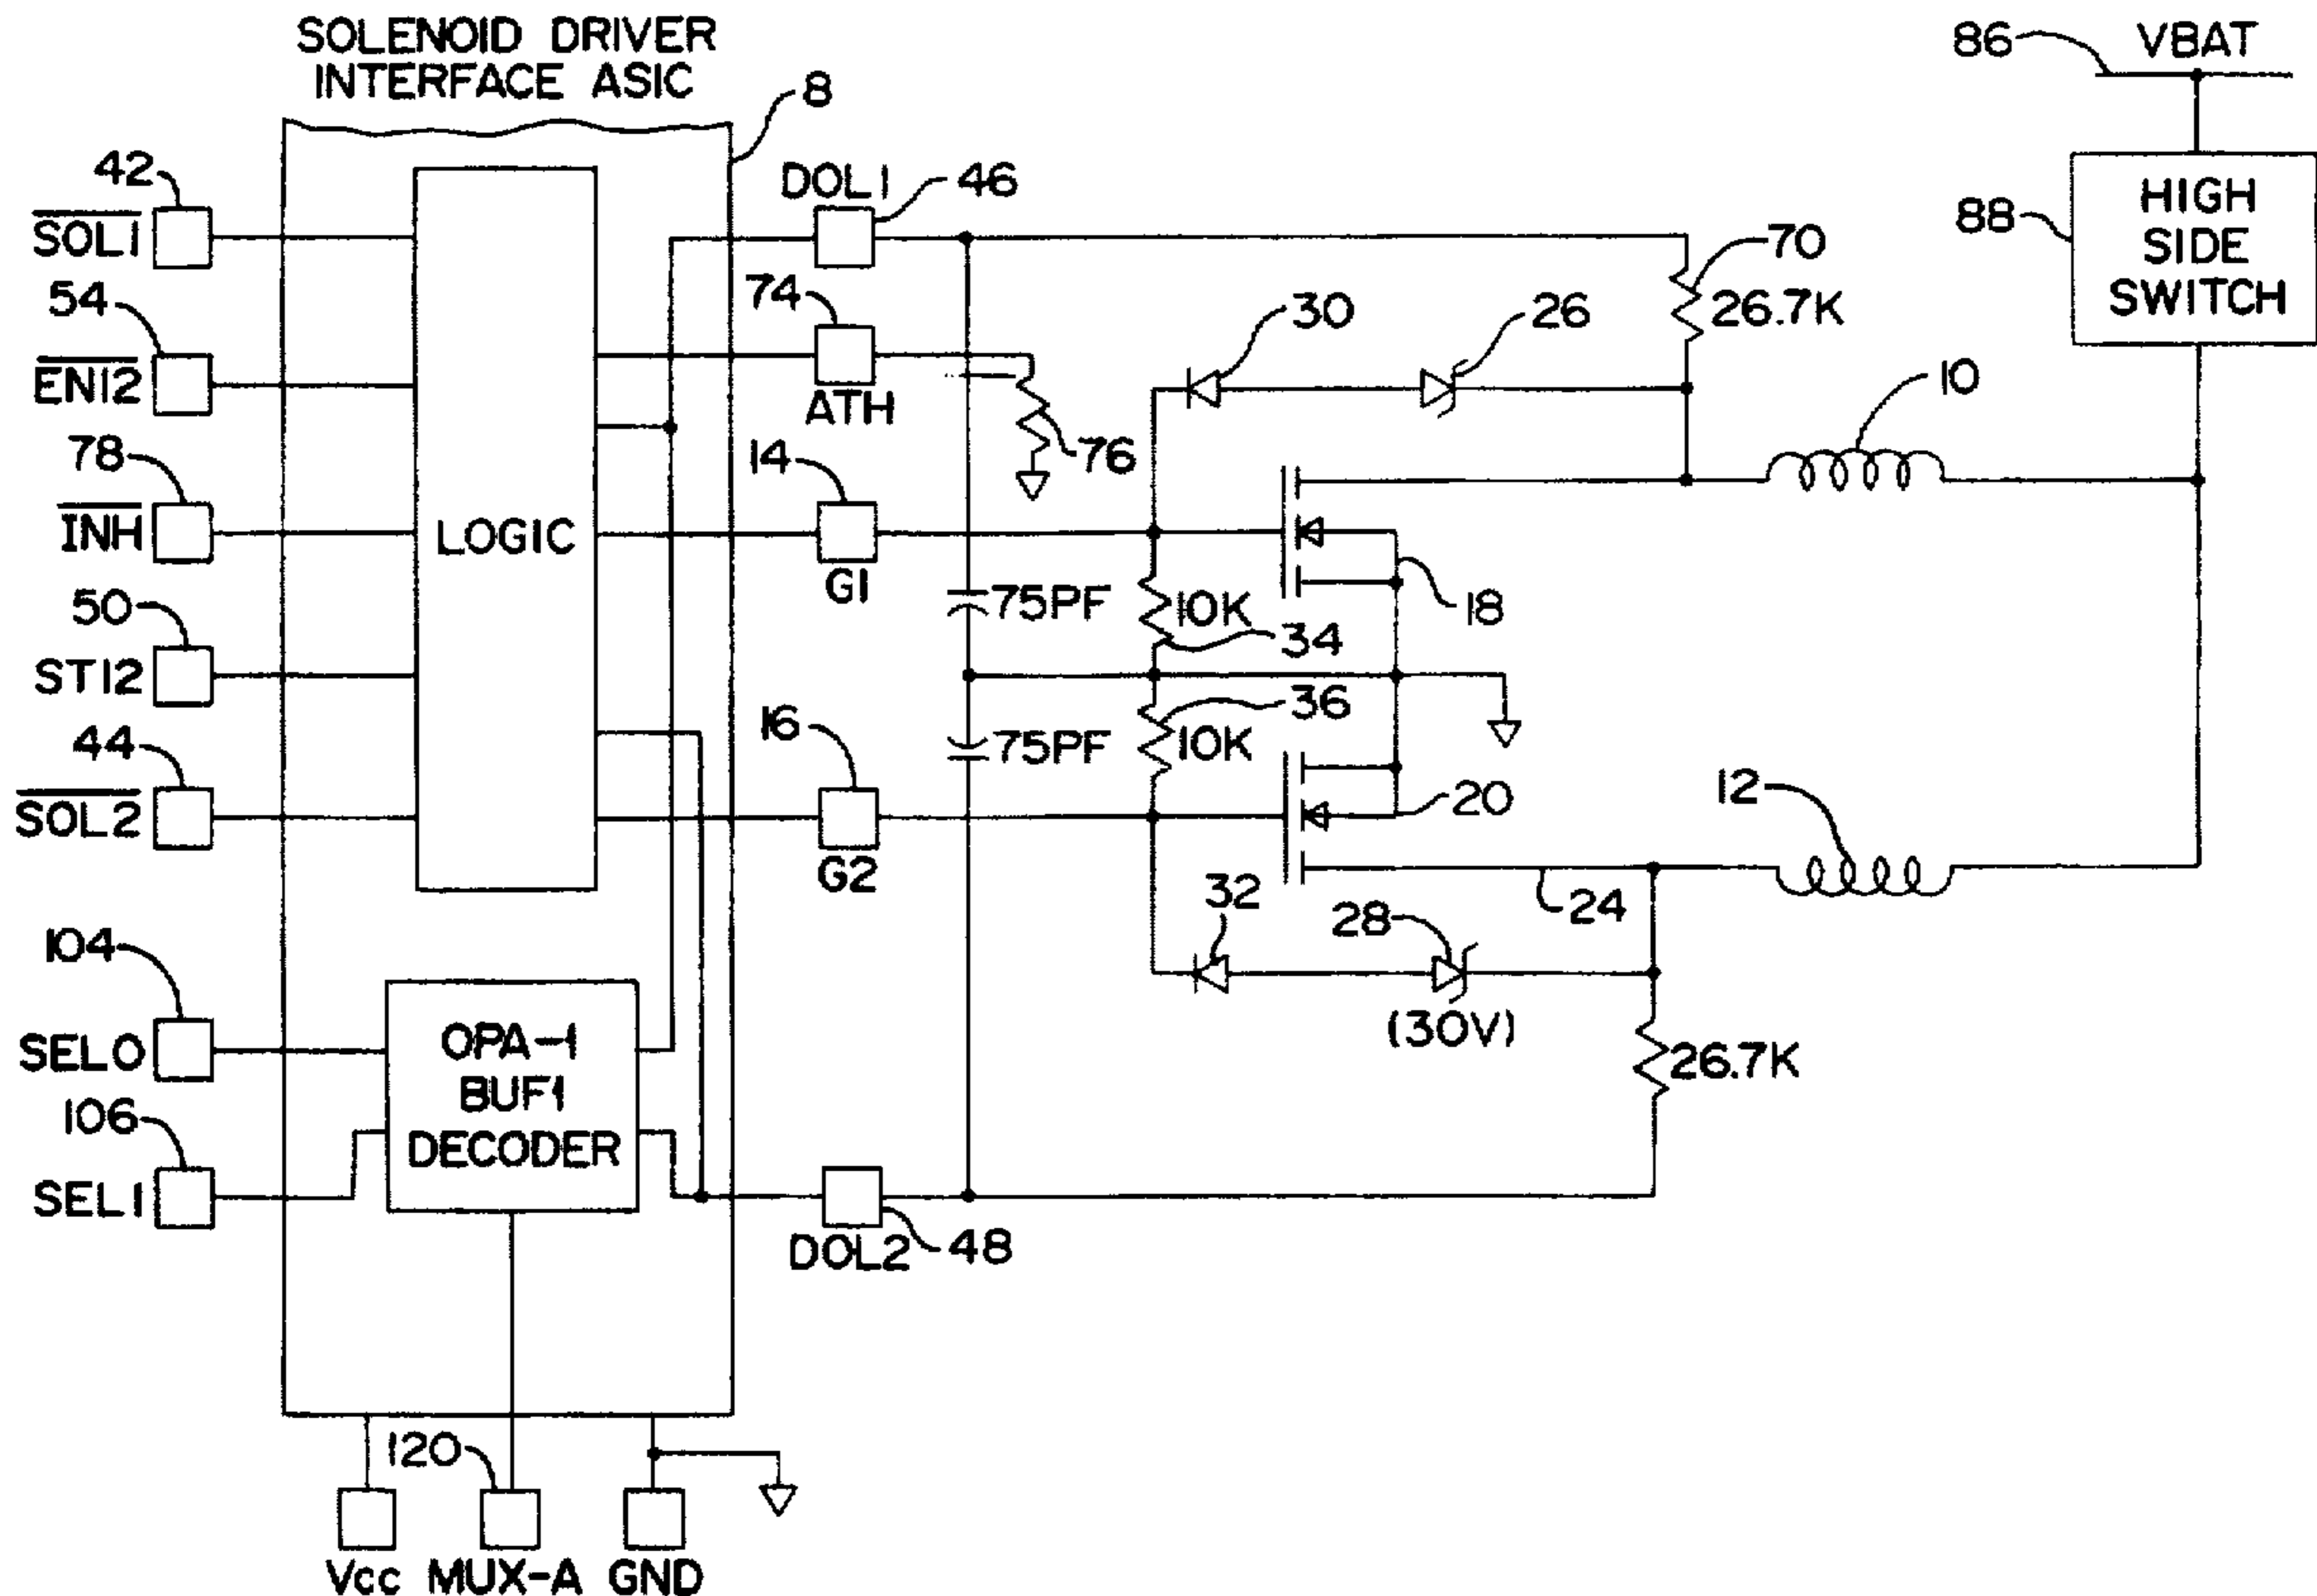 SOLENOID DRIVER
INTERFACE ASIC
8
86
VBAT
42
SOL1
DOL1
46
88
HIGH
SIDE
SWITCH
70
26.7K
54
EN12
74
ATH
30
26
10
78
INH
14
G1
76
LOGIC
75PF
10K
34
18
50
ST12
36
10K
75PF
44
SOL2
16
G2
20
12
24
32
28
(30V)
26.7K
104
SEL0
OPA-1
BUF1
DECODER
106
SEL1
DOL2
48
120
Vcc
MUX-A
GND